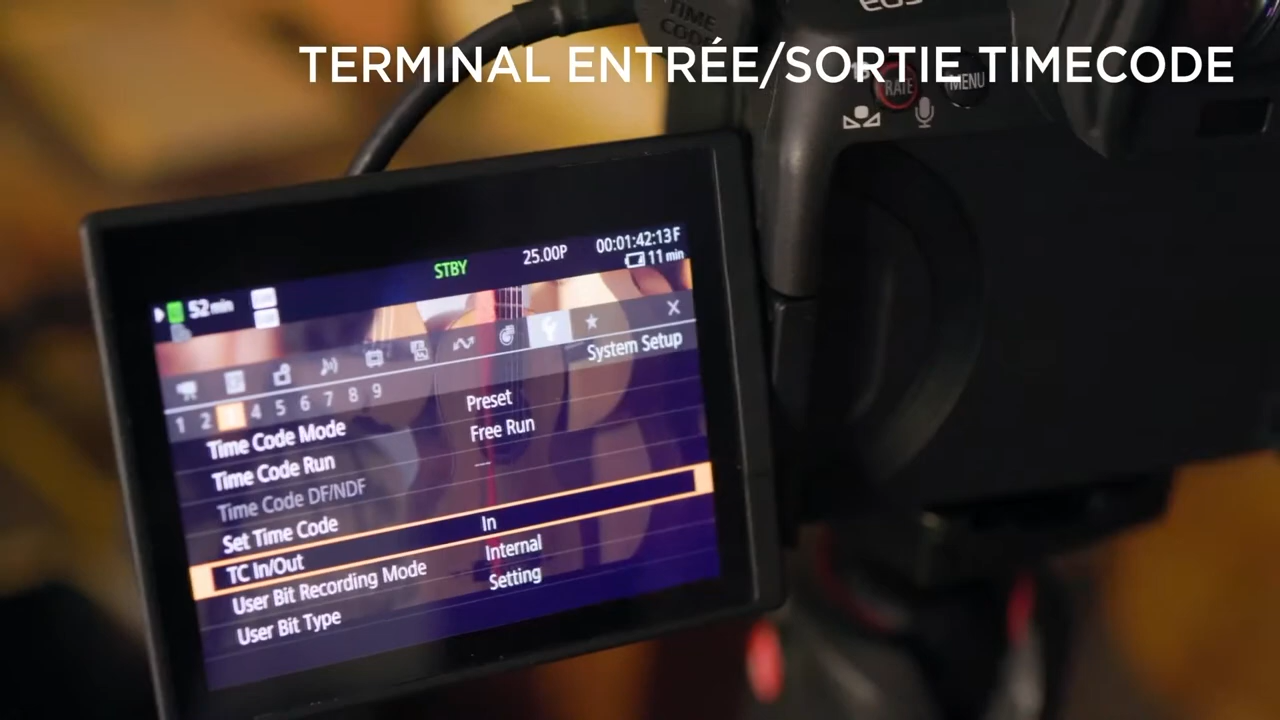 TIME
CODE
EOS
TERMINAL ENTRÉE/SORTIE TIMECODE
RATE
MENU
52 min
STBY
25.00P
00:01:42:13F
11 min
System Setup
1 2 3 4 5 6 7 8 9
Time Code Mode Preset
Time Code Run Free Run
Time Code DF/NDF ---
Set Time Code
TC In/Out In
User Bit Recording Mode Internal
User Bit Type Setting